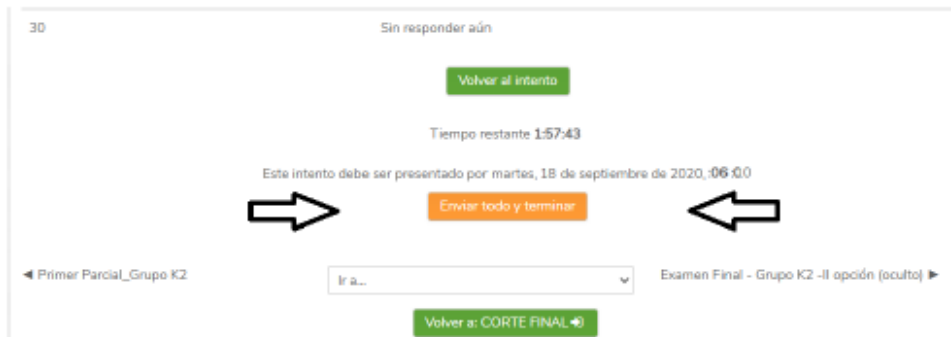 30 Sin responder aún
Volver al intento
Tiempo restante 1:57:43
Este intento debe ser presentado por martes, 18 de septiembre de 2020, :06:00
Enviar todo y terminar
◄ Primer Parcial_Grupo K2 Ir a... Examen Final - Grupo K2 -II opción (oculto) ►
Volver a: CORTE FINAL